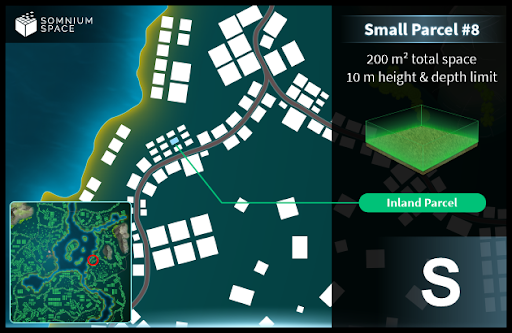 SOMNIUM
SPACE
Small Parcel #8
200 m² total space
10 m height & depth limit
Inland Parcel
S